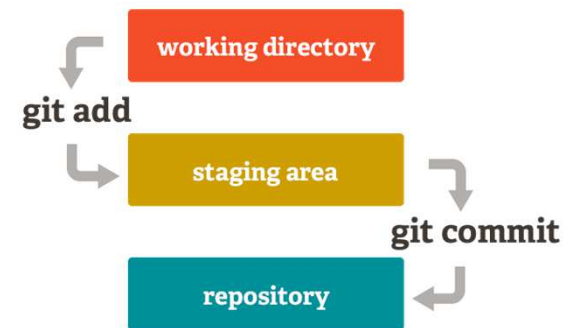 working directory
git add
staging area
git commit
repository